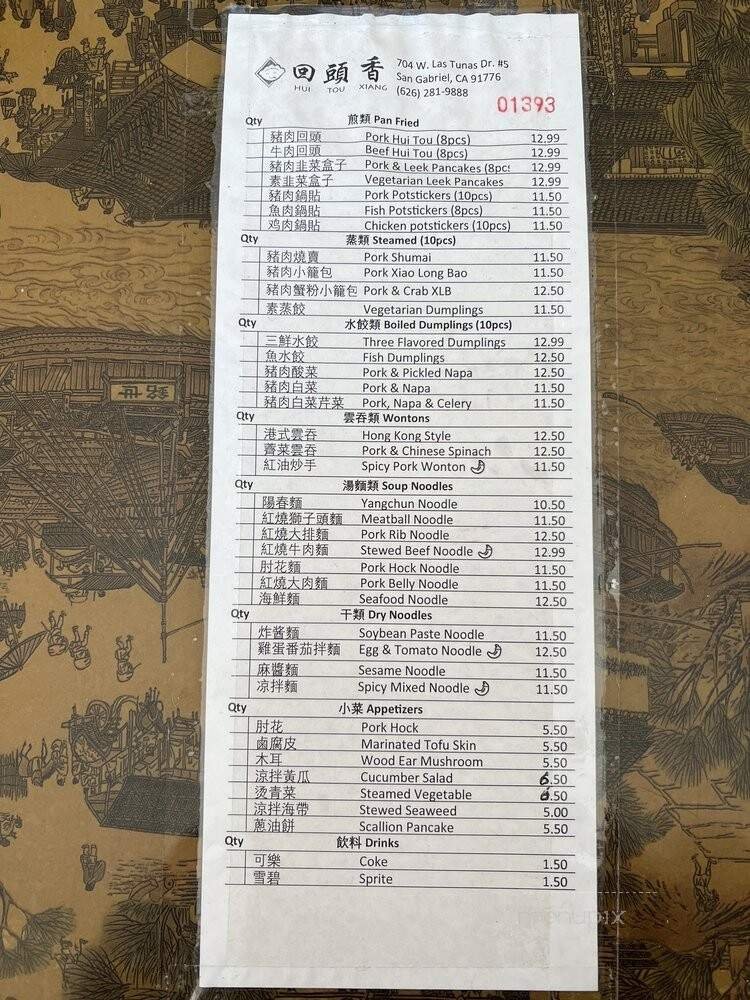 回頭香
HUI TOU XIANG
704 W. Las Tunas Dr. #5
San Gabriel, CA 91776
(626) 281-9888
01393
Qty 煎類 Pan Fried
豬肉回頭 Pork Hui Tou (8pcs) 12.99
牛肉回頭 Beef Hui Tou (8pcs) 12.99
豬肉韭菜盒子 Pork & Leek Pancakes (8pc 12.99
素韭菜盒子 Vegetarian Leek Pancakes 12.99
豬肉鍋貼 Pork Potstickers (10pcs) 11.50
魚肉鍋貼 Fish Potstickers (8pcs) 11.50
鸡肉鍋貼 Chicken potstickers (10pcs) 11.50
Qty 蒸類 Steamed (10pcs)
豬肉燒賣 Pork Shumai 11.50
豬肉小籠包 Pork Xiao Long Bao 11.50
豬肉蟹粉小籠包 Pork & Crab XLB 12.50
素蒸餃 Vegetarian Dumplings 11.50
Qty 水餃類 Boiled Dumplings (10pcs)
三鮮水餃 Three Flavored Dumplings 12.99
魚水餃 Fish Dumplings 12.50
豬肉酸菜 Pork & Pickled Napa 12.50
豬肉白菜 Pork & Napa 11.50
豬肉白菜芹菜 Pork, Napa & Celery 11.50
Qty 雲吞類 Wontons
港式雲吞 Hong Kong Style 12.50
薺菜雲吞 Pork & Chinese Spinach 12.50
紅油炒手 Spicy Pork Wonton 11.50
Qty 湯麵類 Soup Noodles
陽春麵 Yangchun Noodle 10.50
紅燒獅子頭麵 Meatball Noodle 11.50
紅燒大排麵 Pork Rib Noodle 12.50
紅燒牛肉麵 Stewed Beef Noodle 12.99
肘花麵 Pork Hock Noodle 11.50
紅燒大肉麵 Pork Belly Noodle 11.50
海鮮麵 Seafood Noodle 12.50
Qty 干類 Dry Noodles
炸酱麵 Soybean Paste Noodle 11.50
雞蛋番茄拌麵 Egg & Tomato Noodle 12.50
麻醬麵 Sesame Noodle 11.50
凉拌麵 Spicy Mixed Noodle 11.50
Qty 小菜 Appetizers
肘花 Pork Hock 5.50
鹵腐皮 Marinated Tofu Skin 5.50
木耳 Wood Ear Mushroom 5.50
涼拌黃瓜 Cucumber Salad 6.50
烫青菜 Steamed Vegetable 6.50
涼拌海帶 Stewed Seaweed 5.00
蔥油餅 Scallion Pancake 5.50
Qty 飲料 Drinks
可樂 Coke 1.50
雪碧 Sprite 1.50